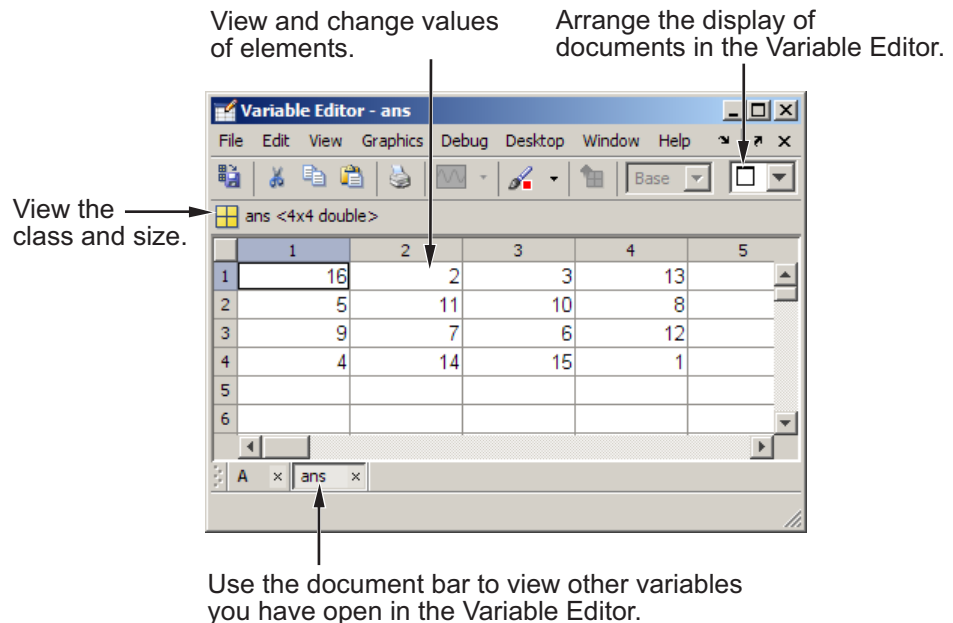 View and change values
of elements.
Arrange the display of
documents in the Variable Editor.
Variable Editor - ans
File Edit View Graphics Debug Desktop Window Help
Base
View the
class and size.
ans <4x4 double>
1 2 3 4 5
1 16 2 3 13
2 5 11 10 8
3 9 7 6 12
4 4 14 15 1
5
6
A × ans ×
Use the document bar to view other variables
you have open in the Variable Editor.